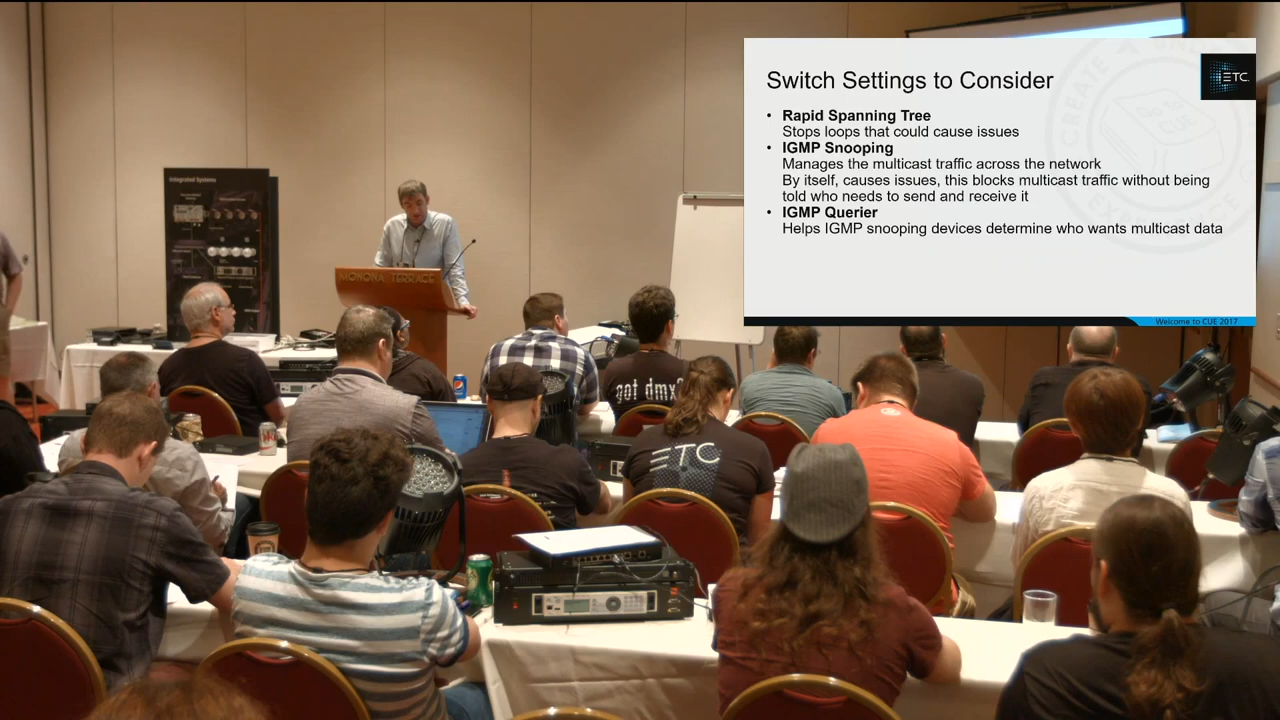 Switch Settings to Consider
ETC
• Rapid Spanning Tree
Stops loops that could cause issues
• IGMP Snooping
Manages the multicast traffic across the network
By itself, causes issues, this blocks multicast traffic without being
told who needs to send and receive it
• IGMP Querier
Helps IGMP snooping devices determine who wants multicast data
Welcome to CUE 2017
Integrated Systems
MONONA TERRACE
got dmx?
ETC